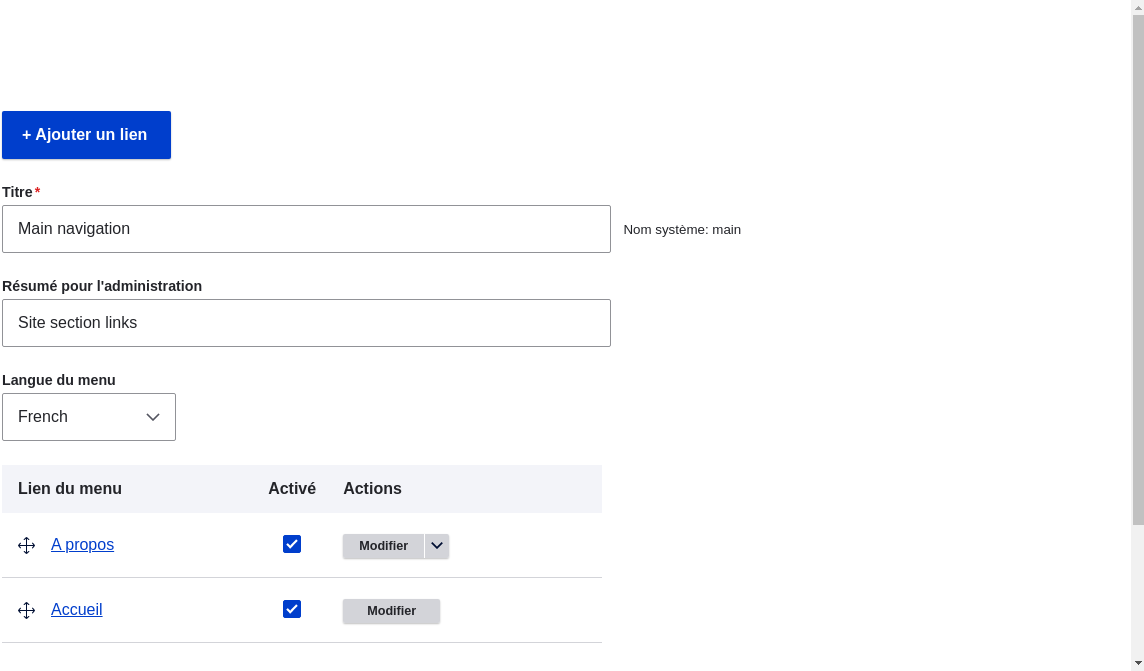 + Ajouter un lien
Titre*
Main navigation
Nom système: main
Résumé pour l'administration
Site section links
Langue du menu
French
Lien du menu Activé Actions
A propos Modifier
Accueil Modifier